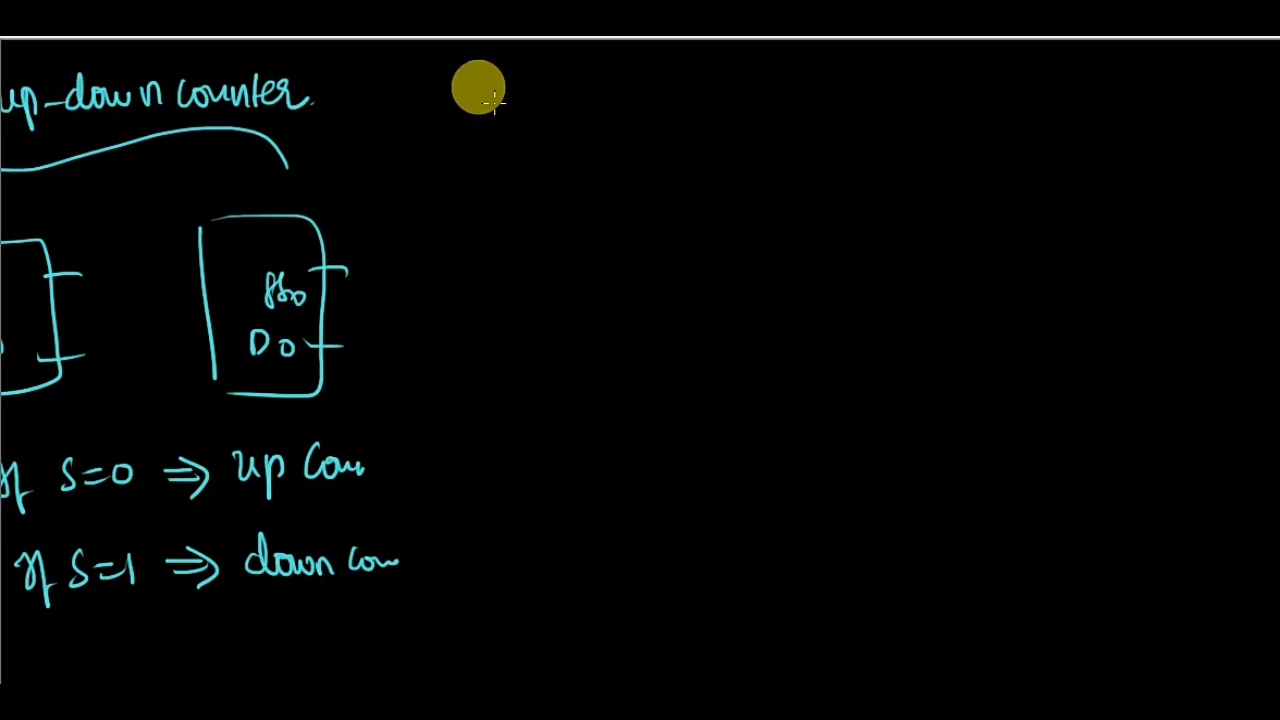 up-down counter.
D0
If S=0 ⇒ up Cou
If S=1 ⇒ down cou